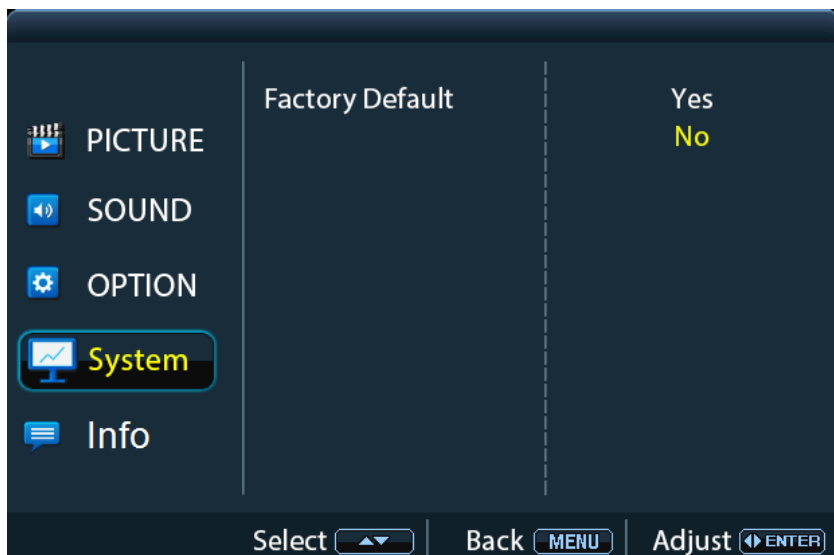 Factory Default
Yes
No
PICTURE
SOUND
OPTION
System
Info
Select
Back MENU
Adjust ENTER